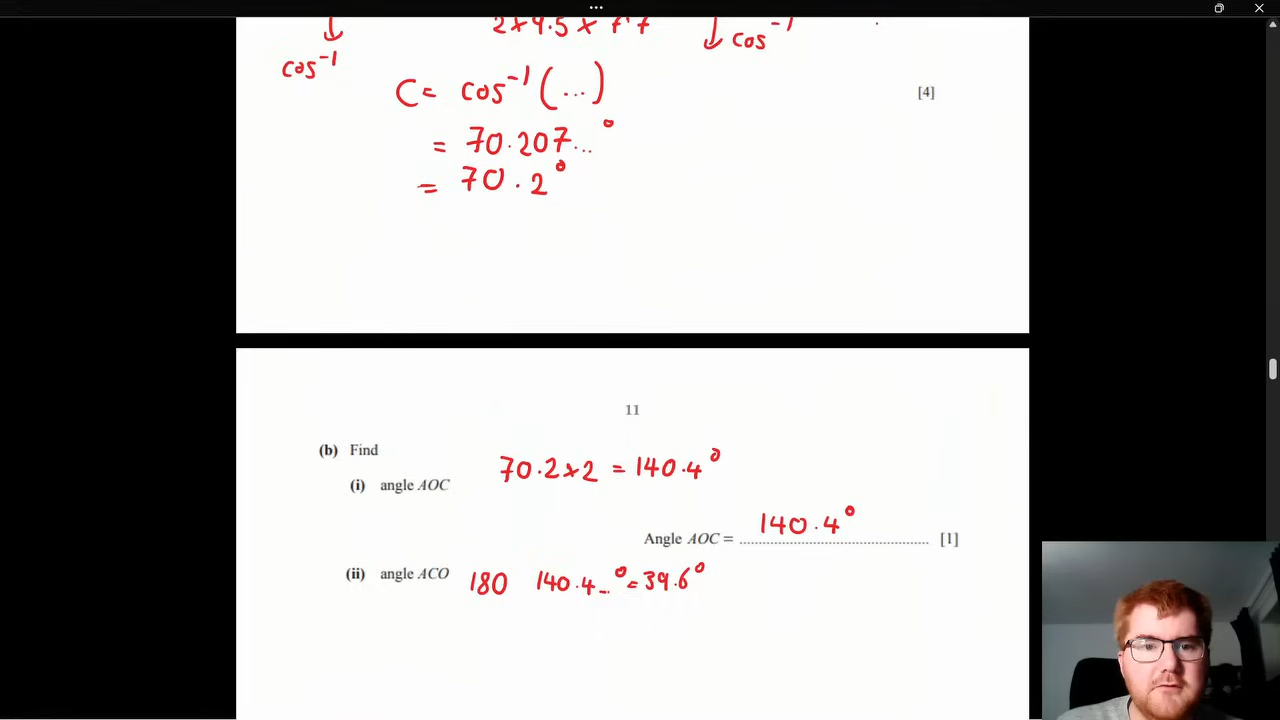 cos⁻¹
cos⁻¹
C = cos⁻¹ (...)
[4]
= 70.207...°
= 70.2°
11
(b) Find
70.2 x 2 = 140.4°
(i) angle AOC
140.4°
Angle AOC = ........................................ [1]
(ii) angle ACO 180 140.4...° = 39.6°